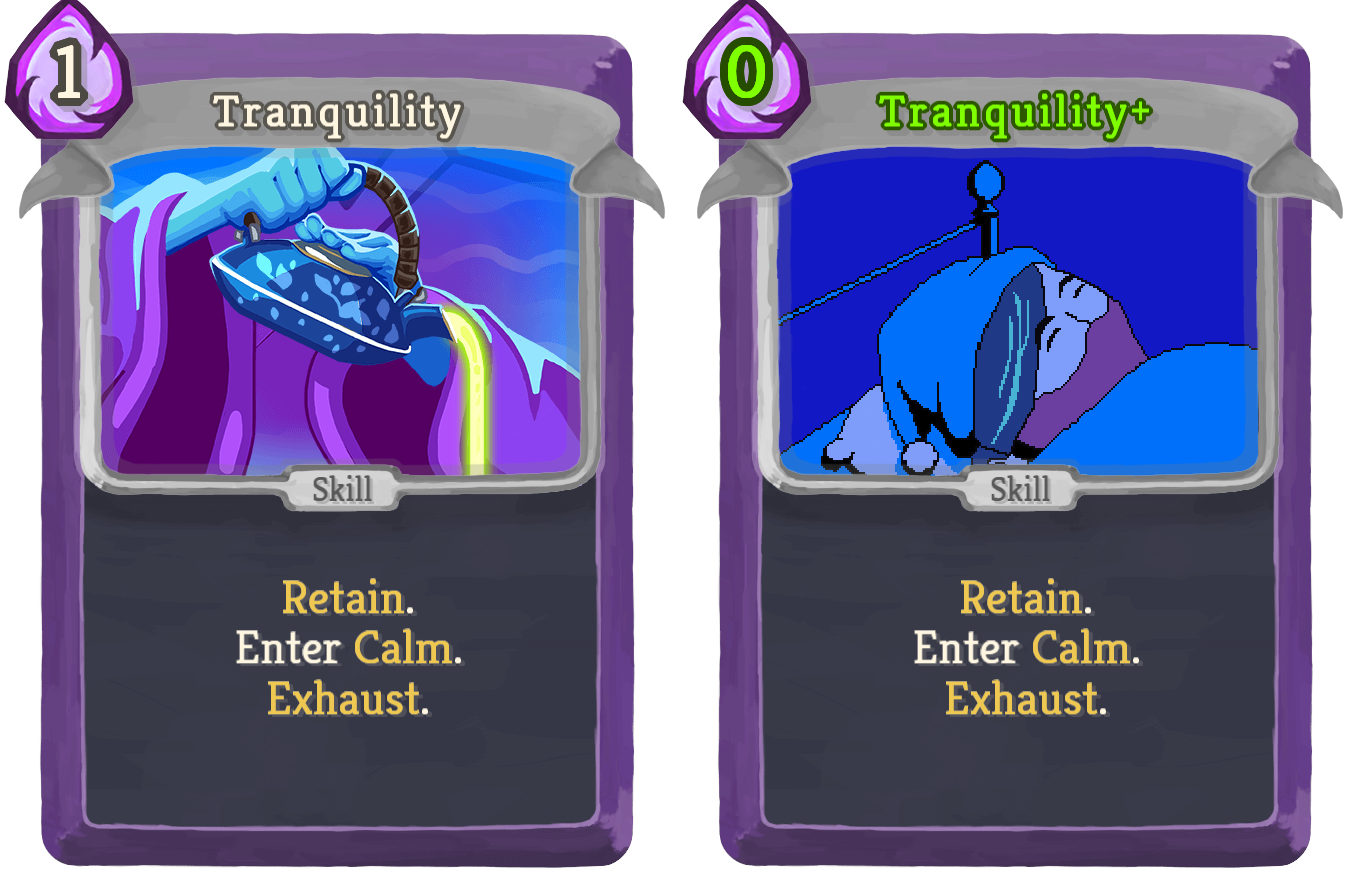 1
Tranquility
Skill
Retain.
Enter Calm.
Exhaust.
0
Tranquility+
Skill
Retain.
Enter Calm.
Exhaust.